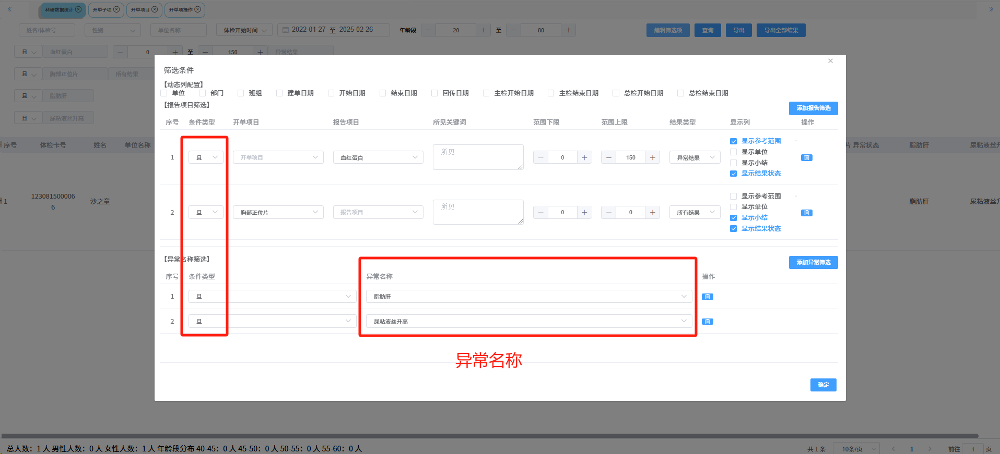 科研数据统计 开单子项 开单项目 开单项操作
姓名/体检号 性别 单位名称 体检开始时间 2022-01-27 至 2025-02-26 年龄段 20 至 80 编辑筛选项 查询 导出 导出全部结果
且 血红蛋白 0 至 150 异常结果
且 胸部正位片 所有结果
且 脂肪肝
且 尿粘液丝升高
序号 体检卡号 姓名 单位名称 片 异常状态 脂肪肝 尿粘液丝升
1 123081500006 沙之童 脂肪肝 尿粘液丝升
6
筛选条件
【动态列配置】
单位 部门 班组 建单日期 开始日期 结束日期 回传日期 主检开始日期 主检结束日期 总检开始日期 总检结束日期
【报告项目筛选】 添加报告筛选
序号 条件类型 开单项目 报告项目 所见关键词 范围下限 范围上限 结果类型 显示列 操作
1 且 开单项目 血红蛋白 所见 0 150 异常结果
显示参考范围
显示单位
显示小结
显示结果状态
2 且 胸部正位片 报告项目 所见 0 0 所有结果
显示参考范围
显示单位
显示小结
显示结果状态
【异常名称筛选】 添加异常筛选
序号 条件类型 异常名称 操作
1 且 脂肪肝
2 且 尿粘液丝升高
异常名称
确定
总人数：1 人 男性人数：0 人 女性人数：1 人 年龄段分布 40-45：0 人 45-50：0 人 50-55：0 人 55-60：0 人
共 1 条 10条/页 1 前往 1 页